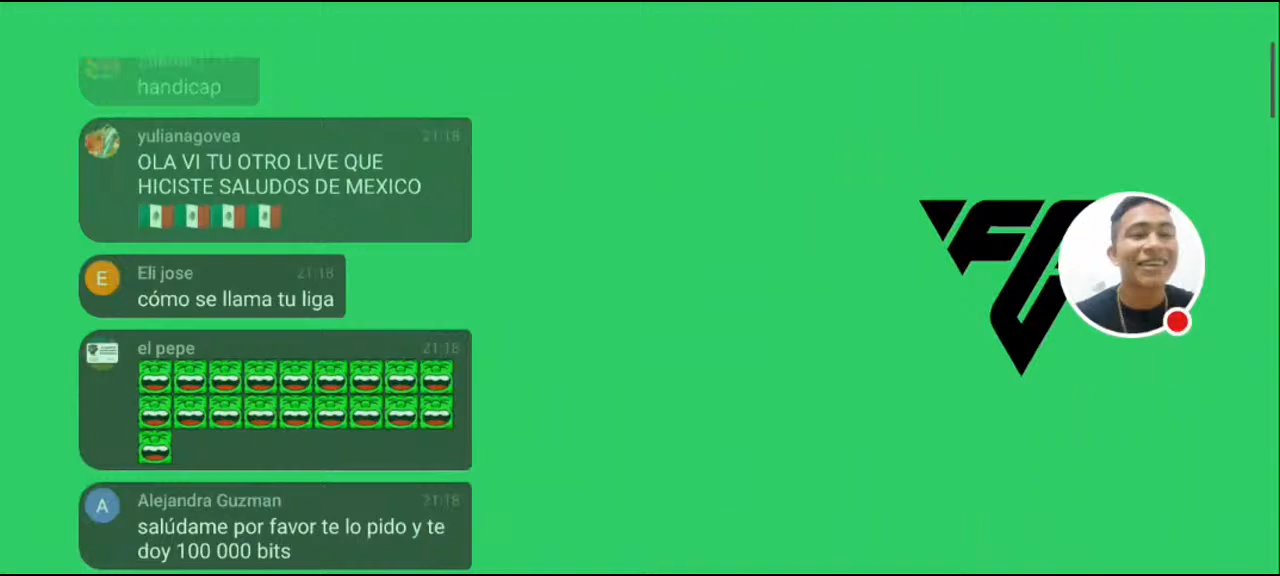 handicap
yulianagovea 21:18
OLA VI TU OTRO LIVE QUE
HICISTE SALUDOS DE MEXICO
🇲🇽🇲🇽🇲🇽🇲🇽
Eli jose 21:18
cómo se llama tu liga
el pepe 21:18
Alejandra Guzman 21:18
salúdame por favor te lo pido y te
doy 100 000 bits
E
A
FC